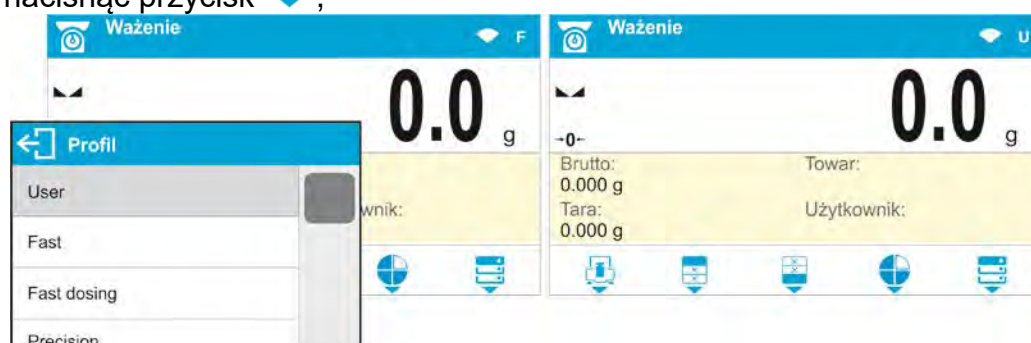 nacisnąć przycisk " ",
Ważenie
F
0.0 g
Profil
User
Fast
Fast dosing
Precision
wnik:
Ważenie
U
0.0 g
→0←
Brutto:
0.000 g
Tara:
0.000 g
Towar:
Użytkownik: